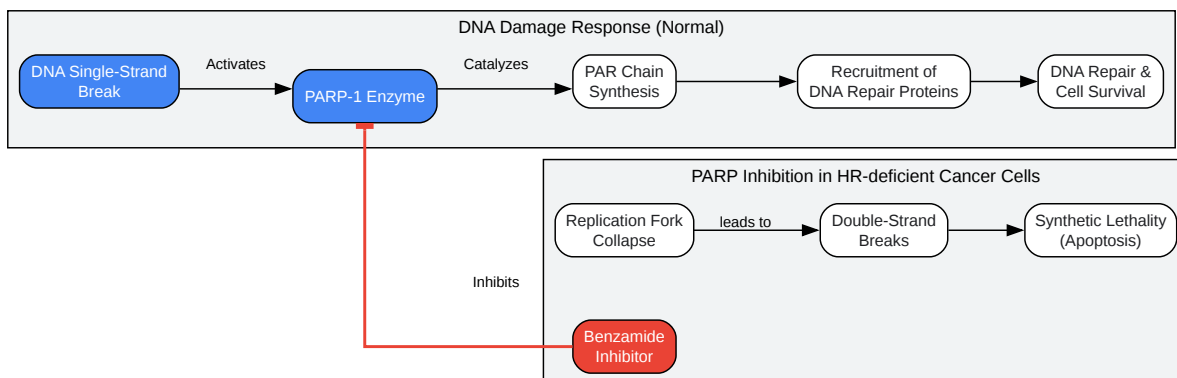 DNA Damage Response (Normal)
DNA Single-Strand
Break
Activates
PARP-1 Enzyme
Catalyzes
PAR Chain
Synthesis
Recruitment of
DNA Repair Proteins
DNA Repair &
Cell Survival
PARP Inhibition in HR-deficient Cancer Cells
Replication Fork
Collapse
leads to
Double-Strand
Breaks
Synthetic Lethality
(Apoptosis)
Inhibits
Benzamide
Inhibitor